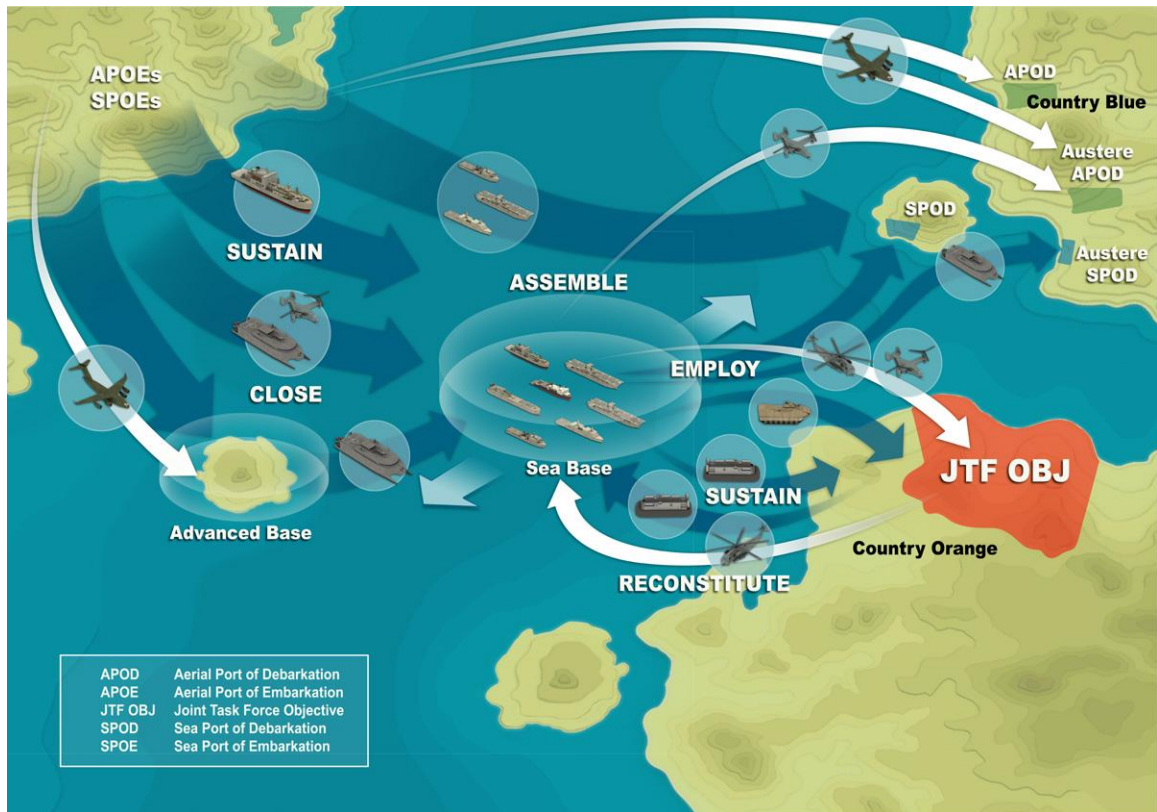 APOEs
SPOEs
APOD
Country Blue
Austere
APOD
SPOD
Austere
SPOD
SUSTAIN
ASSEMBLE
EMPLOY
CLOSE
Sea Base
SUSTAIN
JTF OBJ
Advanced Base
Country Orange
RECONSTITUTE
APOD Aerial Port of Debarkation
APOE Aerial Port of Embarkation
JTF OBJ Joint Task Force Objective
SPOD Sea Port of Debarkation
SPOE Sea Port of Embarkation